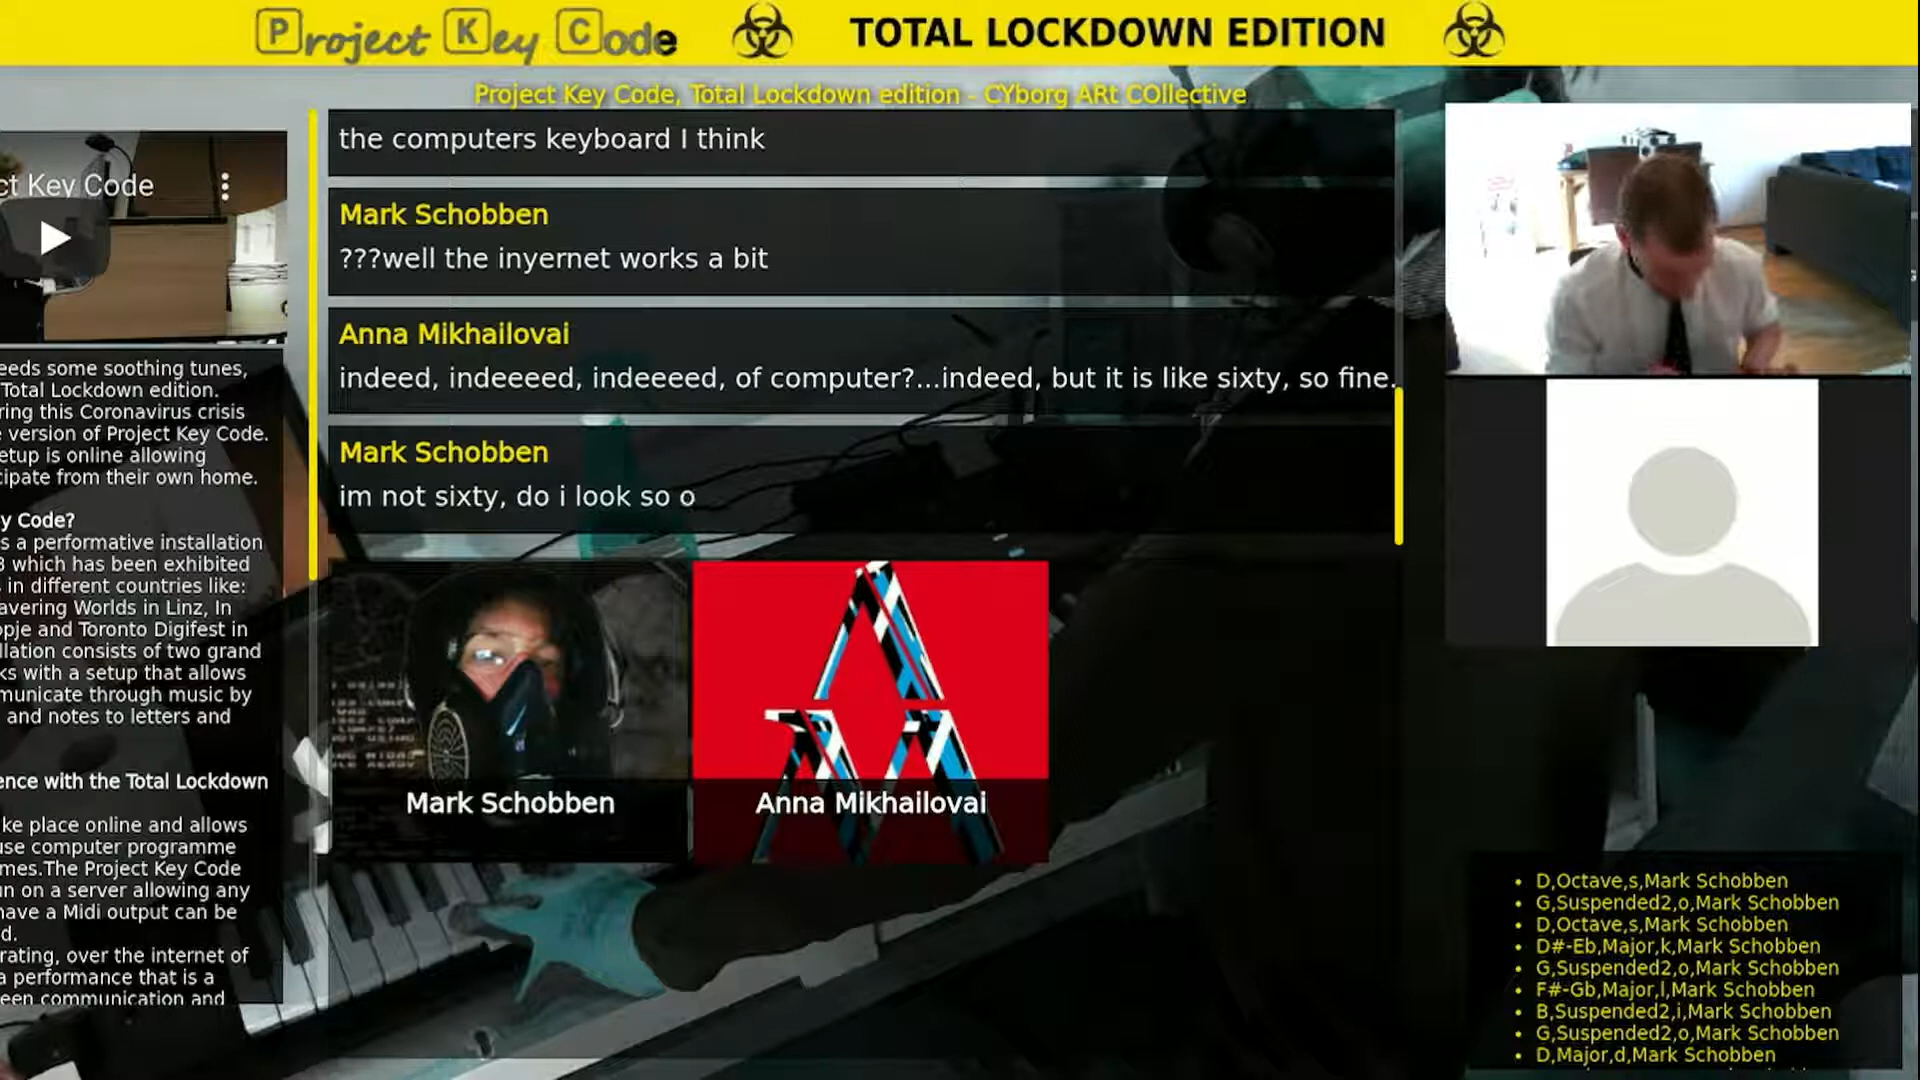 Project Key Code
TOTAL LOCKDOWN EDITION
Project Key Code, Total Lockdown edition - CYborg ARt COllective
ct Key Code
eeds some soothing tunes,
Total Lockdown edition.
ring this Coronavirus crisis
e version of Project Key Code.
etup is online allowing
cipate from their own home.
y Code?
s a performative installation
3 which has been exhibited
s in different countries like:
avering Worlds in Linz, In
opje and Toronto Digifest in
llation consists of two grand
ks with a setup that allows
municate through music by
and notes to letters and
ence with the Total Lockdown
ke place online and allows
use computer programme
mes.The Project Key Code
un on a server allowing any
have a Midi output can be
d.
rating, over the internet of
a performance that is a
een communication and
the computers keyboard I think
Mark Schobben
???well the inyernet works a bit
Anna Mikhailovai
indeed, indeeeed, indeeeed, of computer?...indeed, but it is like sixty, so fine.
Mark Schobben
im not sixty, do i look so o
Mark Schobben
Anna Mikhailovai
D,Octave,s,Mark Schobben
G,Suspended2,o,Mark Schobben
D,Octave,s,Mark Schobben
D#-Eb,Major,k,Mark Schobben
G,Suspended2,o,Mark Schobben
F#-Gb,Major,l,Mark Schobben
B,Suspended2,i,Mark Schobben
G,Suspended2,o,Mark Schobben
D,Major,d,Mark Schobben